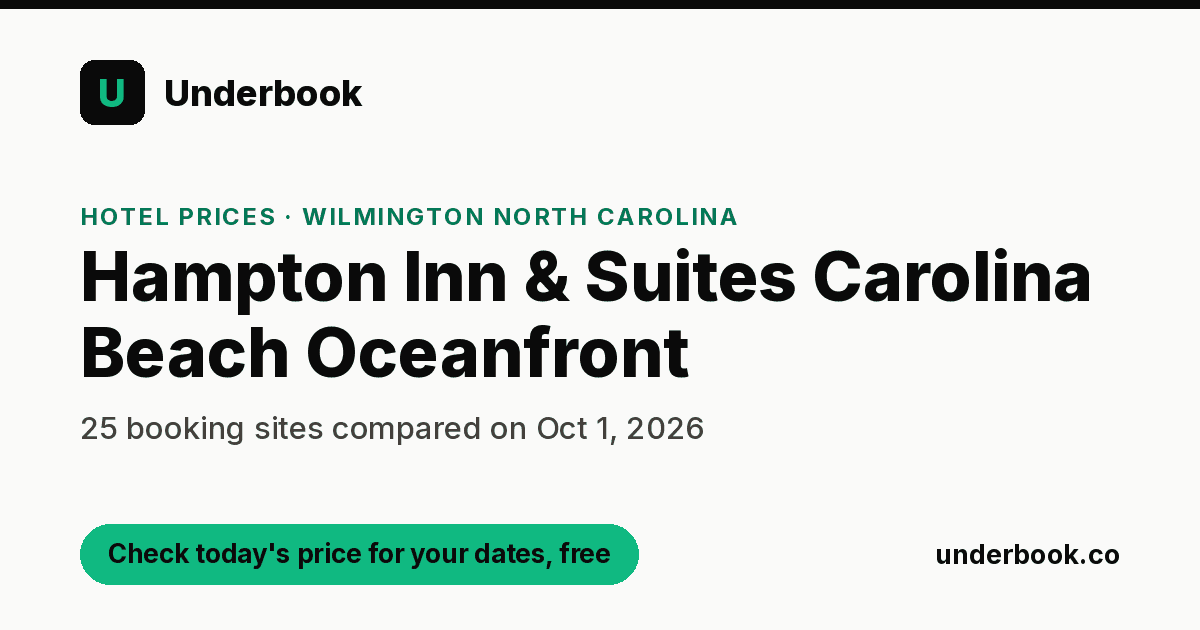 U Underbook
HOTEL PRICES · WILMINGTON NORTH CAROLINA
Hampton Inn & Suites Carolina
Beach Oceanfront
25 booking sites compared on Oct 1, 2026
Check today's price for your dates, free
underbook.co